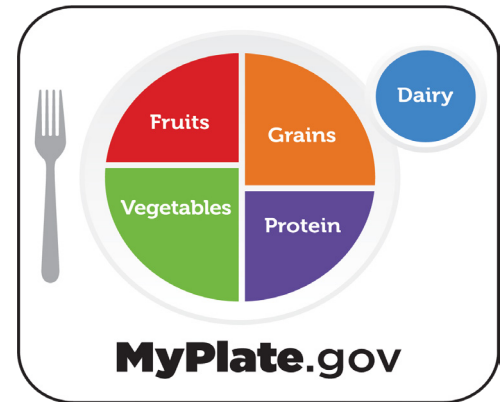 Fruits
Grains
Dairy
Vegetables
Protein
MyPlate.gov